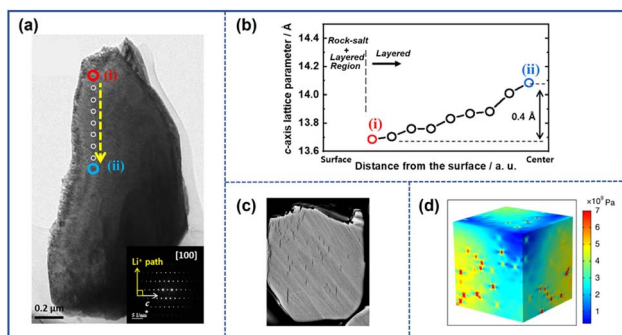 (a)
(i)
(ii)
[100]
Li⁺ path
c
5 1/nm
0.2 μm
(b)
c-axis lattice parameter / Å
14.4
14.2
14.0
13.8
13.6
Rock-salt
+
Layered
Region
Layered
(i)
(ii)
0.4 Å
Surface
Center
Distance from the surface / a. u.
(c)
(d)
×10⁹ Pa
7
6
5
4
3
2
1